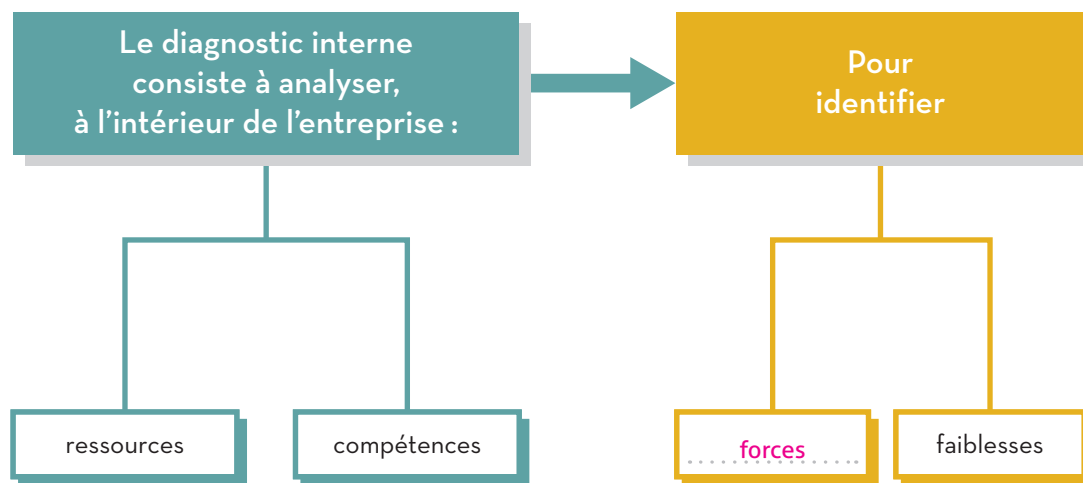 Le diagnostic interne
consiste à analyser,
à l’intérieur de l’entreprise :
Pour
identifier
ressources
compétences
forces
faiblesses